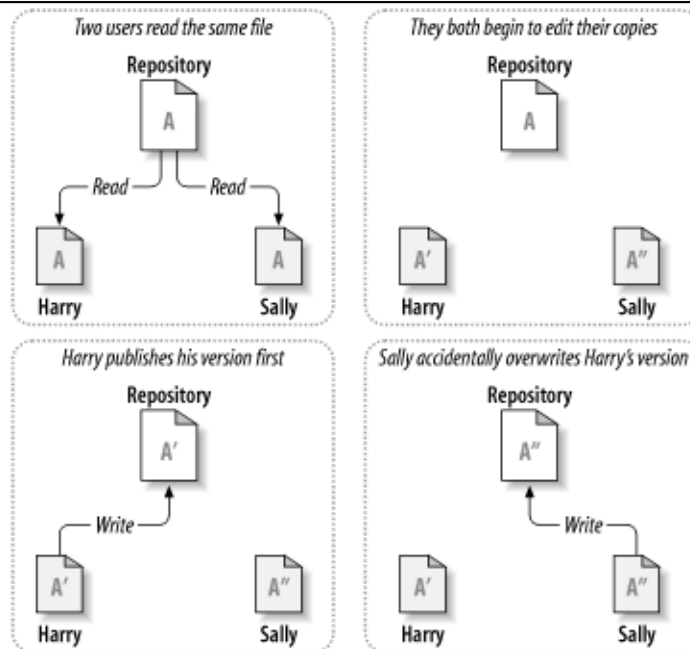 Two users read the same file
Repository
A
Read
Read
A
A
Harry
Sally
They both begin to edit their copies
Repository
A
A'
A"
Harry
Sally
Harry publishes his version first
Repository
A'
Write
A'
A"
Harry
Sally
Sally accidentally overwrites Harry's version
Repository
A"
Write
A'
A"
Harry
Sally